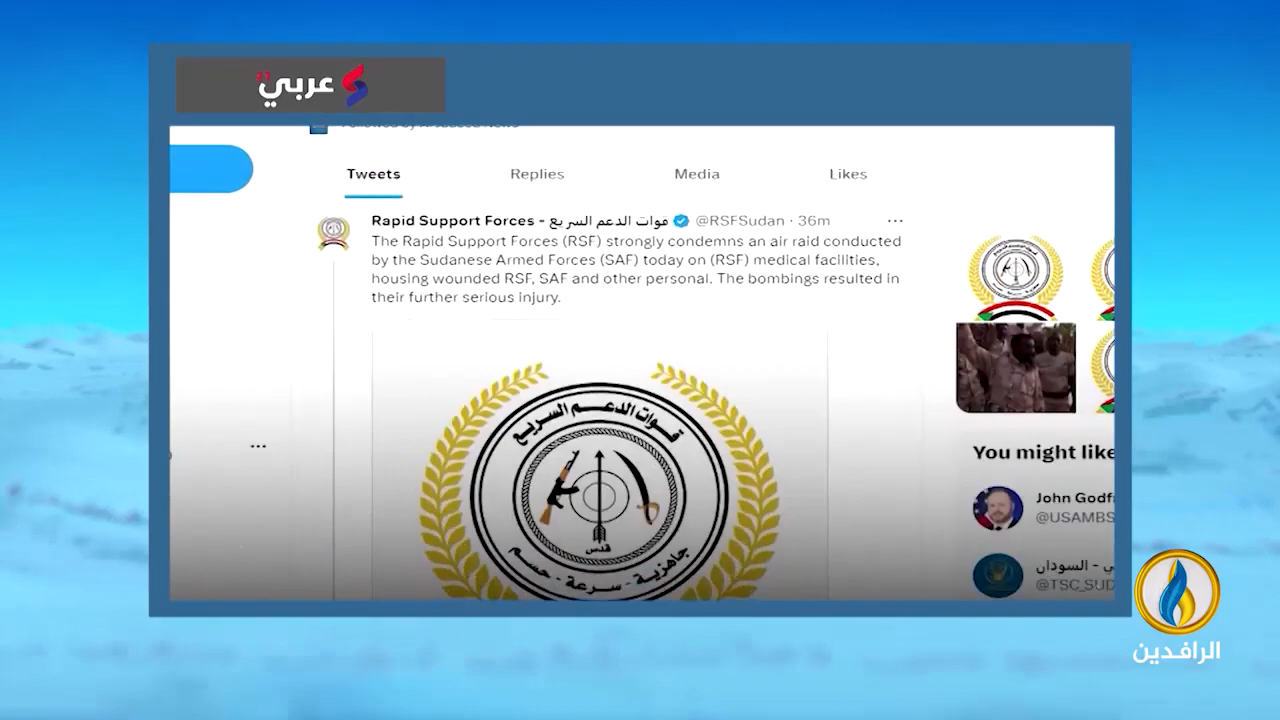 عربي 21
Tweets Replies Media Likes
Rapid Support Forces - قوات الدعم السريع @RSFSudan · 36m
The Rapid Support Forces (RSF) strongly condemns an air raid conducted
by the Sudanese Armed Forces (SAF) today on (RSF) medical facilities,
housing wounded RSF, SAF and other personal. The bombings resulted in
their further serious injury.
قوات الدعم السريع
قدس
جاهزية - سرعة - حسم
You might like
John Godf
@USAMBS
ي - السودان
@TSC_SUD
الرافدين